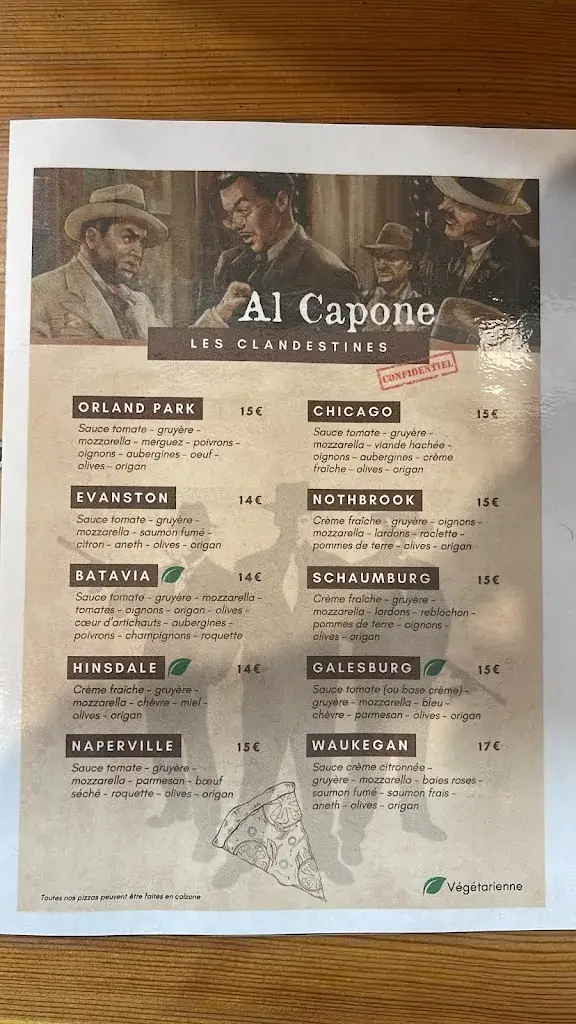 Al Capone
LES CLANDESTINES
CONFIDENTIEL
ORLAND PARK 15€
Sauce tomate - gruyère -
mozzarella - merguez - poivrons -
oignons - aubergines - oeuf -
olives - origan
EVANSTON 14€
Sauce tomate - gruyère -
mozzarella - saumon fumé -
citron - aneth - olives - origan
BATAVIA 14€
Sauce tomate - gruyère - mozzarella -
tomates - oignons - origan - olives -
cœur d'artichauts - aubergines -
poivrons - champignons - roquette
HINSDALE 14€
Crème fraîche - gruyère -
mozzarella - chèvre - miel -
olives - origan
NAPERVILLE 15€
Sauce tomate - gruyère -
mozzarella - parmesan - bœuf
séché - roquette - olives - origan
CHICAGO 15€
Sauce tomate - gruyère -
mozzarella - viande hachée -
oignons - aubergines - crème
fraîche - olives - origan
NOTHBROOK 15€
Crème fraîche - gruyère - oignons -
mozzarella - lardons - raclette -
pommes de terre - olives - origan
SCHAUMBURG 15€
Crème fraîche - gruyère -
mozzarella - lardons - reblochon -
pommes de terre - oignons -
olives - origan
GALESBURG 15€
Sauce tomate (ou base crème) -
gruyère - mozzarella - bleu -
chèvre - parmesan - olives - origan
WAUKEGAN 17€
Sauce crème citronnée -
gruyère - mozzarella - baies roses -
saumon fumé - saumon frais -
aneth - olives - origan
Toutes nos pizzas peuvent être faites en calzone
Végétarienne